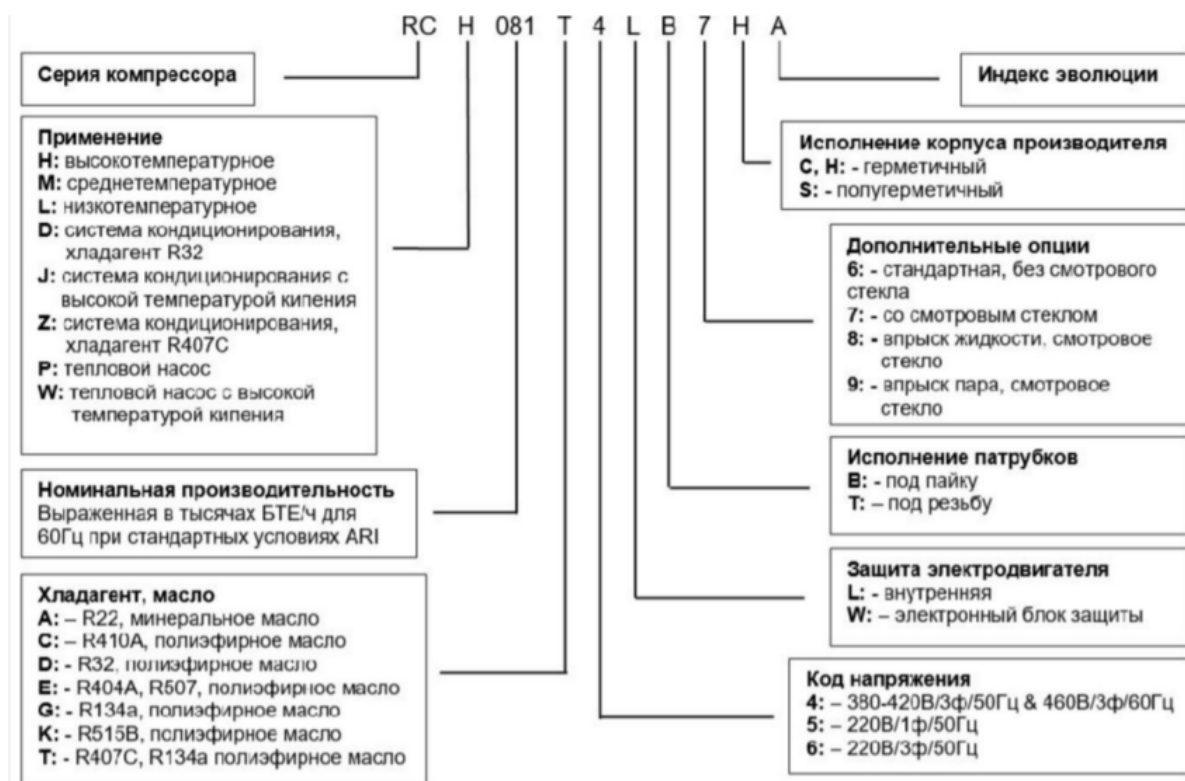 RC H 081 T 4 L B 7 H A
Серия компрессора
Применение
H: высокотемпературное
M: среднетемпературное
L: низкотемпературное
D: система кондиционирования,
хладагент R32
J: система кондиционирования с
высокой температурой кипения
Z: система кондиционирования,
хладагент R407C
P: тепловой насос
W: тепловой насос с высокой
температурой кипения
Номинальная производительность
Выраженная в тысячах БТЕ/ч для
60Гц при стандартных условиях ARI
Хладагент, масло
A: – R22, минеральное масло
C: – R410A, полиэфирное масло
D: - R32, полиэфирное масло
E: - R404A, R507, полиэфирное масло
G: - R134a, полиэфирное масло
K: - R515B, полиэфирное масло
T: - R407C, R134a полиэфирное масло
Индекс эволюции
Исполнение корпуса производителя
C, H: - герметичный
S: - полугерметичный
Дополнительные опции
6: - стандартная, без смотрового
стекла
7: - со смотровым стеклом
8: - впрыск жидкости, смотровое
стекло
9: - впрыск пара, смотровое
стекло
Исполнение патрубков
B: - под пайку
T: – под резьбу
Защита электродвигателя
L: - внутренняя
W: – электронный блок защиты
Код напряжения
4: – 380-420В/3ф/50Гц & 460В/3ф/60Гц
5: – 220В/1ф/50Гц
6: – 220В/3ф/50Гц